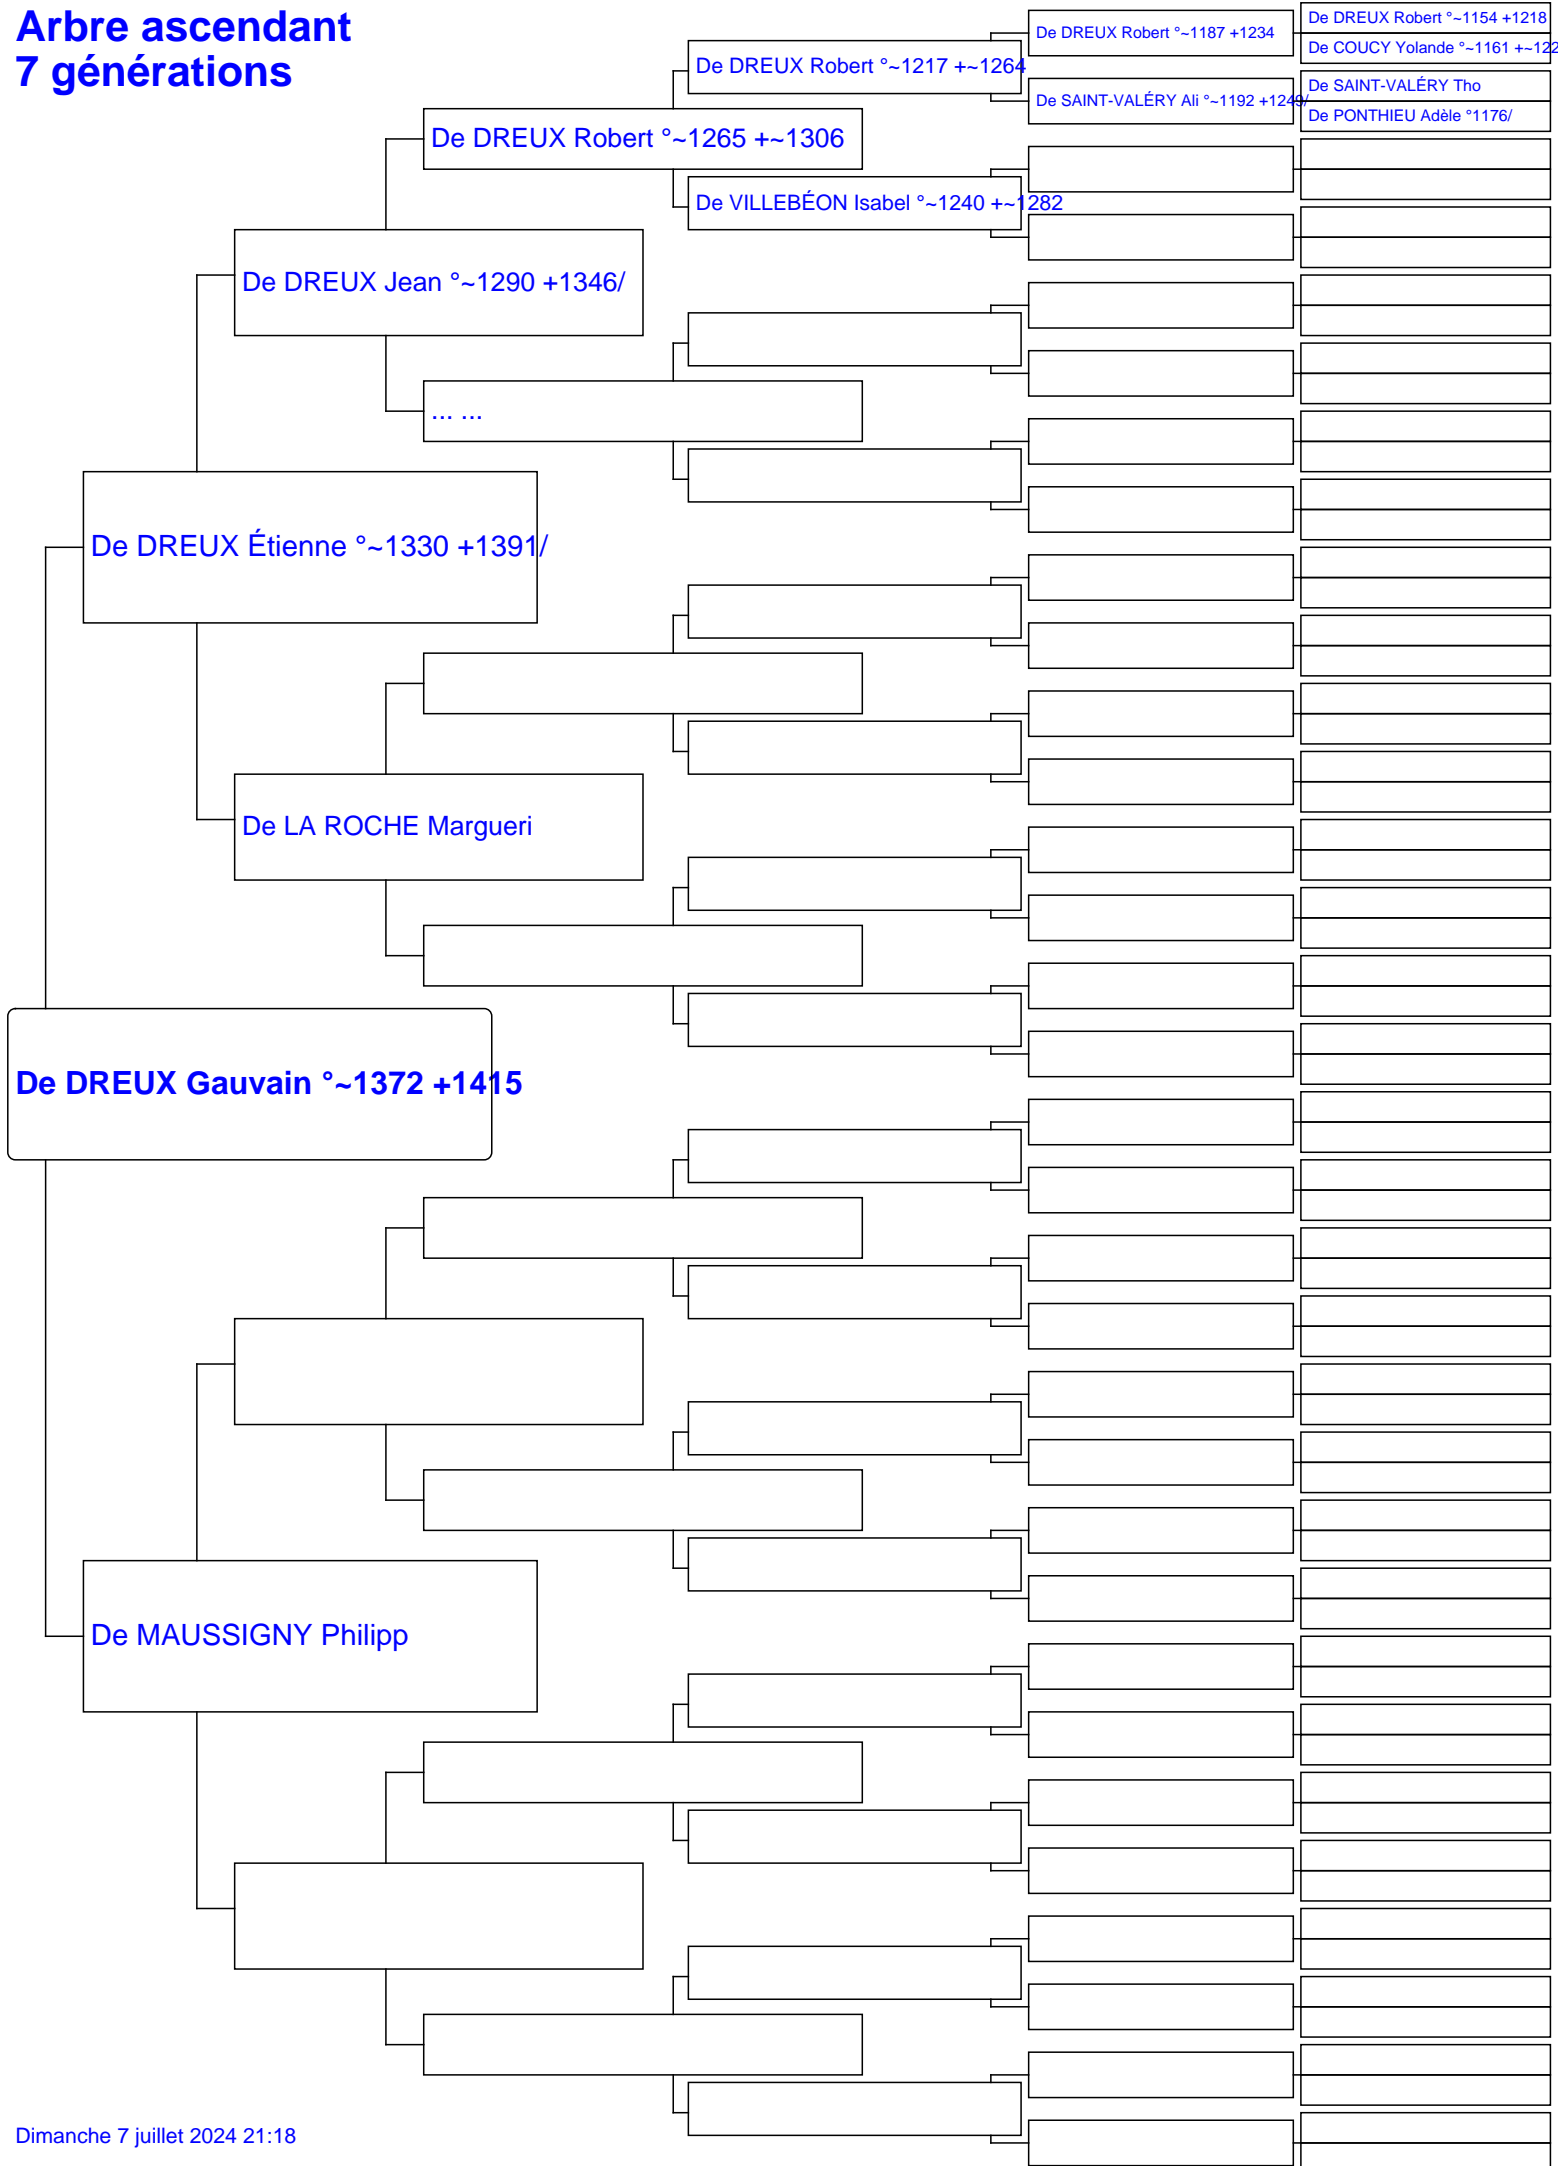 Arbre ascendant
7 générations
De DREUX Robert °~1154 +1218
De DREUX Robert °~1187 +1234
De COUCY Yolande °~1161 +~122
De DREUX Robert °~1217 +~1264
De SAINT-VALÉRY Tho
De SAINT-VALÉRY Ali °~1192 +1249/
De PONTHIEU Adèle °1176/
De DREUX Robert °~1265 +~1306
De VILLEBÉON Isabel °~1240 +~1282
De DREUX Jean °~1290 +1346/
... ...
De DREUX Étienne °~1330 +1391/
De LA ROCHE Margueri
De DREUX Gauvain °~1372 +1415
De MAUSSIGNY Philipp
Dimanche 7 juillet 2024 21:18